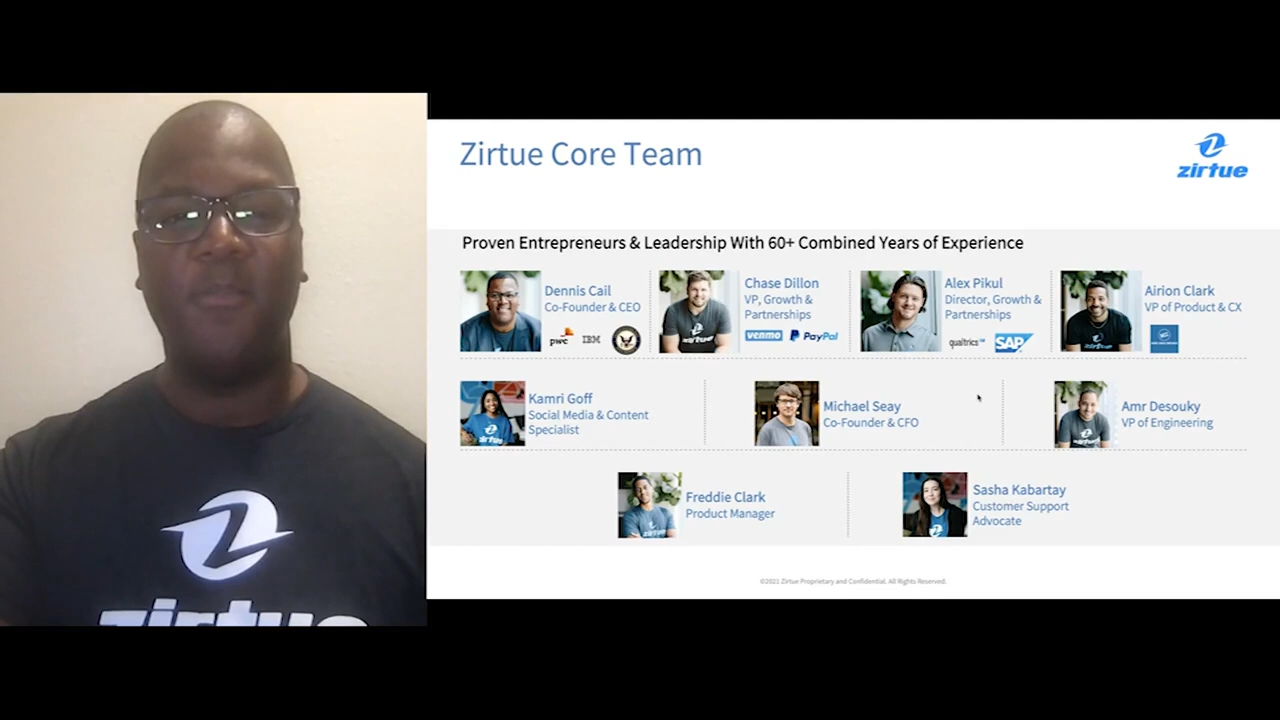 Zirtue Core Team
zirtue
Proven Entrepreneurs & Leadership With 60+ Combined Years of Experience
Dennis Cail
Co-Founder & CEO
pwc
IBM
Chase Dillon
VP, Growth &
Partnerships
venmo
PayPal
Alex Pikul
Director, Growth &
Partnerships
qualtrics
SAP
Airion Clark
VP of Product & CX
Kamri Goff
Social Media & Content
Specialist
zirtue
Michael Seay
Co-Founder & CFO
Amr Desouky
VP of Engineering
Freddie Clark
Product Manager
Sasha Kabartay
Customer Support
Advocate
©2021 Zirtue Proprietary and Confidential. All Rights Reserved.
zirtue